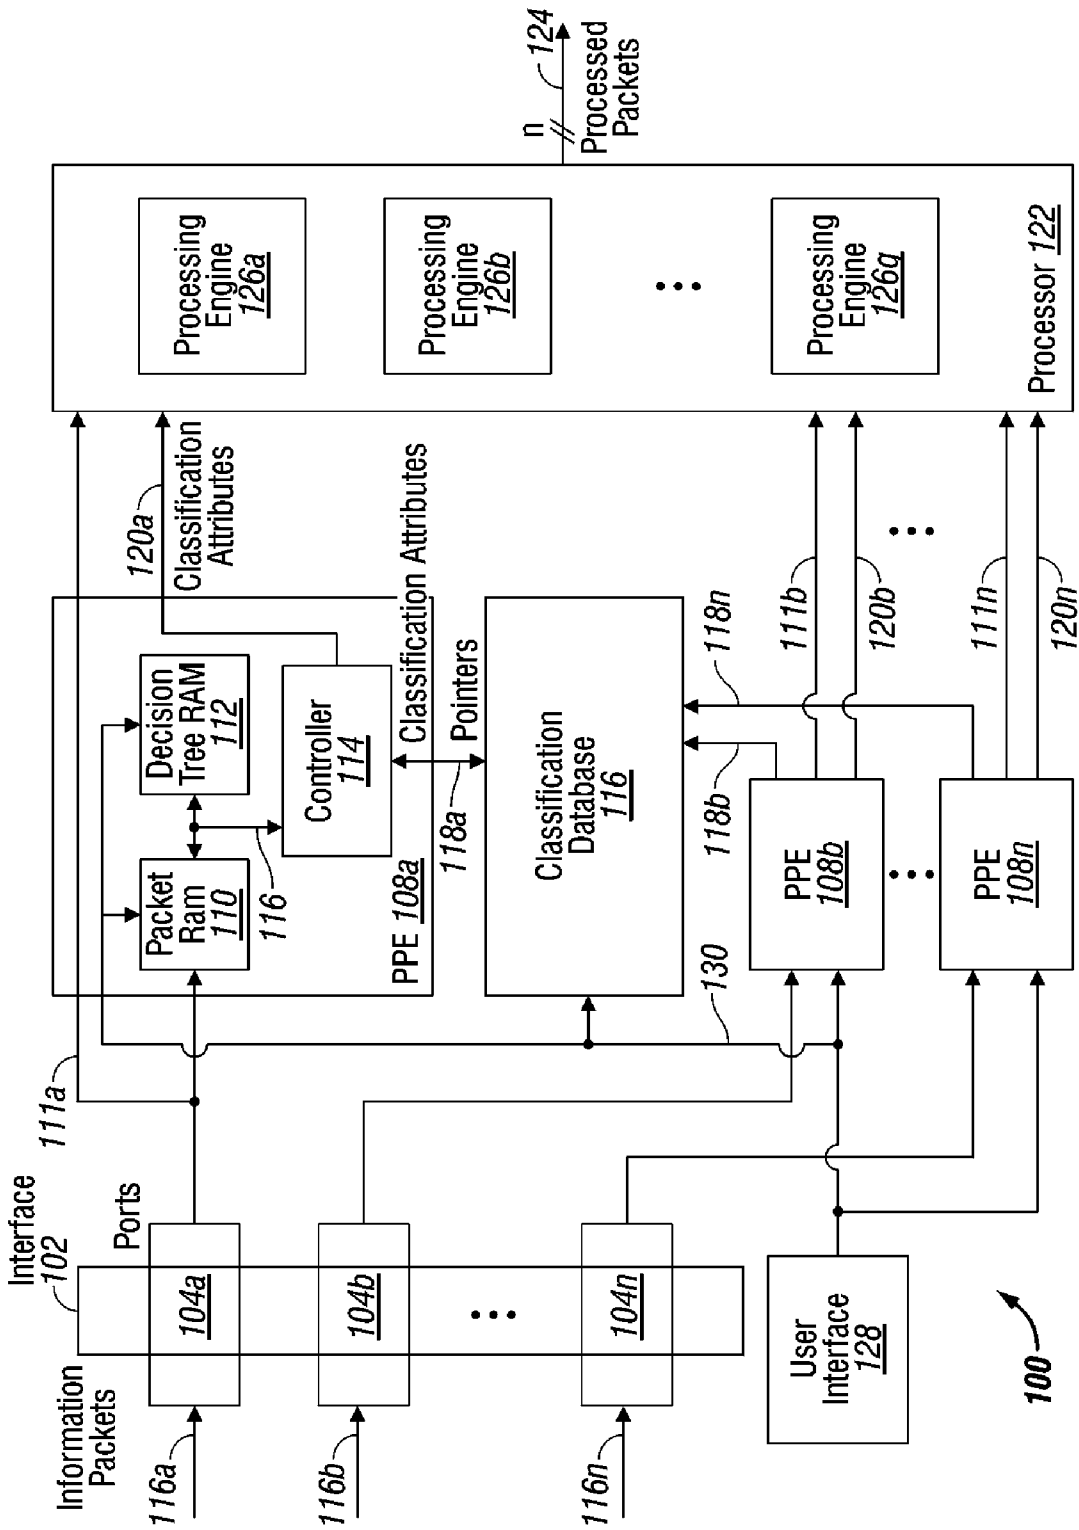 Information
Packets
116a
116b
116n
Interface
102
Ports
104a
104b
104n
User
Interface
128
100
111a
130
Packet
Ram
110
Decision
Tree RAM
112
116
Controller
114
PPE 108a
118a
Classification Attributes
Pointers
Classification
Database
116
118b
118n
PPE
108b
PPE
108n
120a
Classification
Attributes
111b
120b
111n
120n
Processing
Engine
126a
Processing
Engine
126b
Processing
Engine
126q
Processor 122
n
124
Processed
Packets